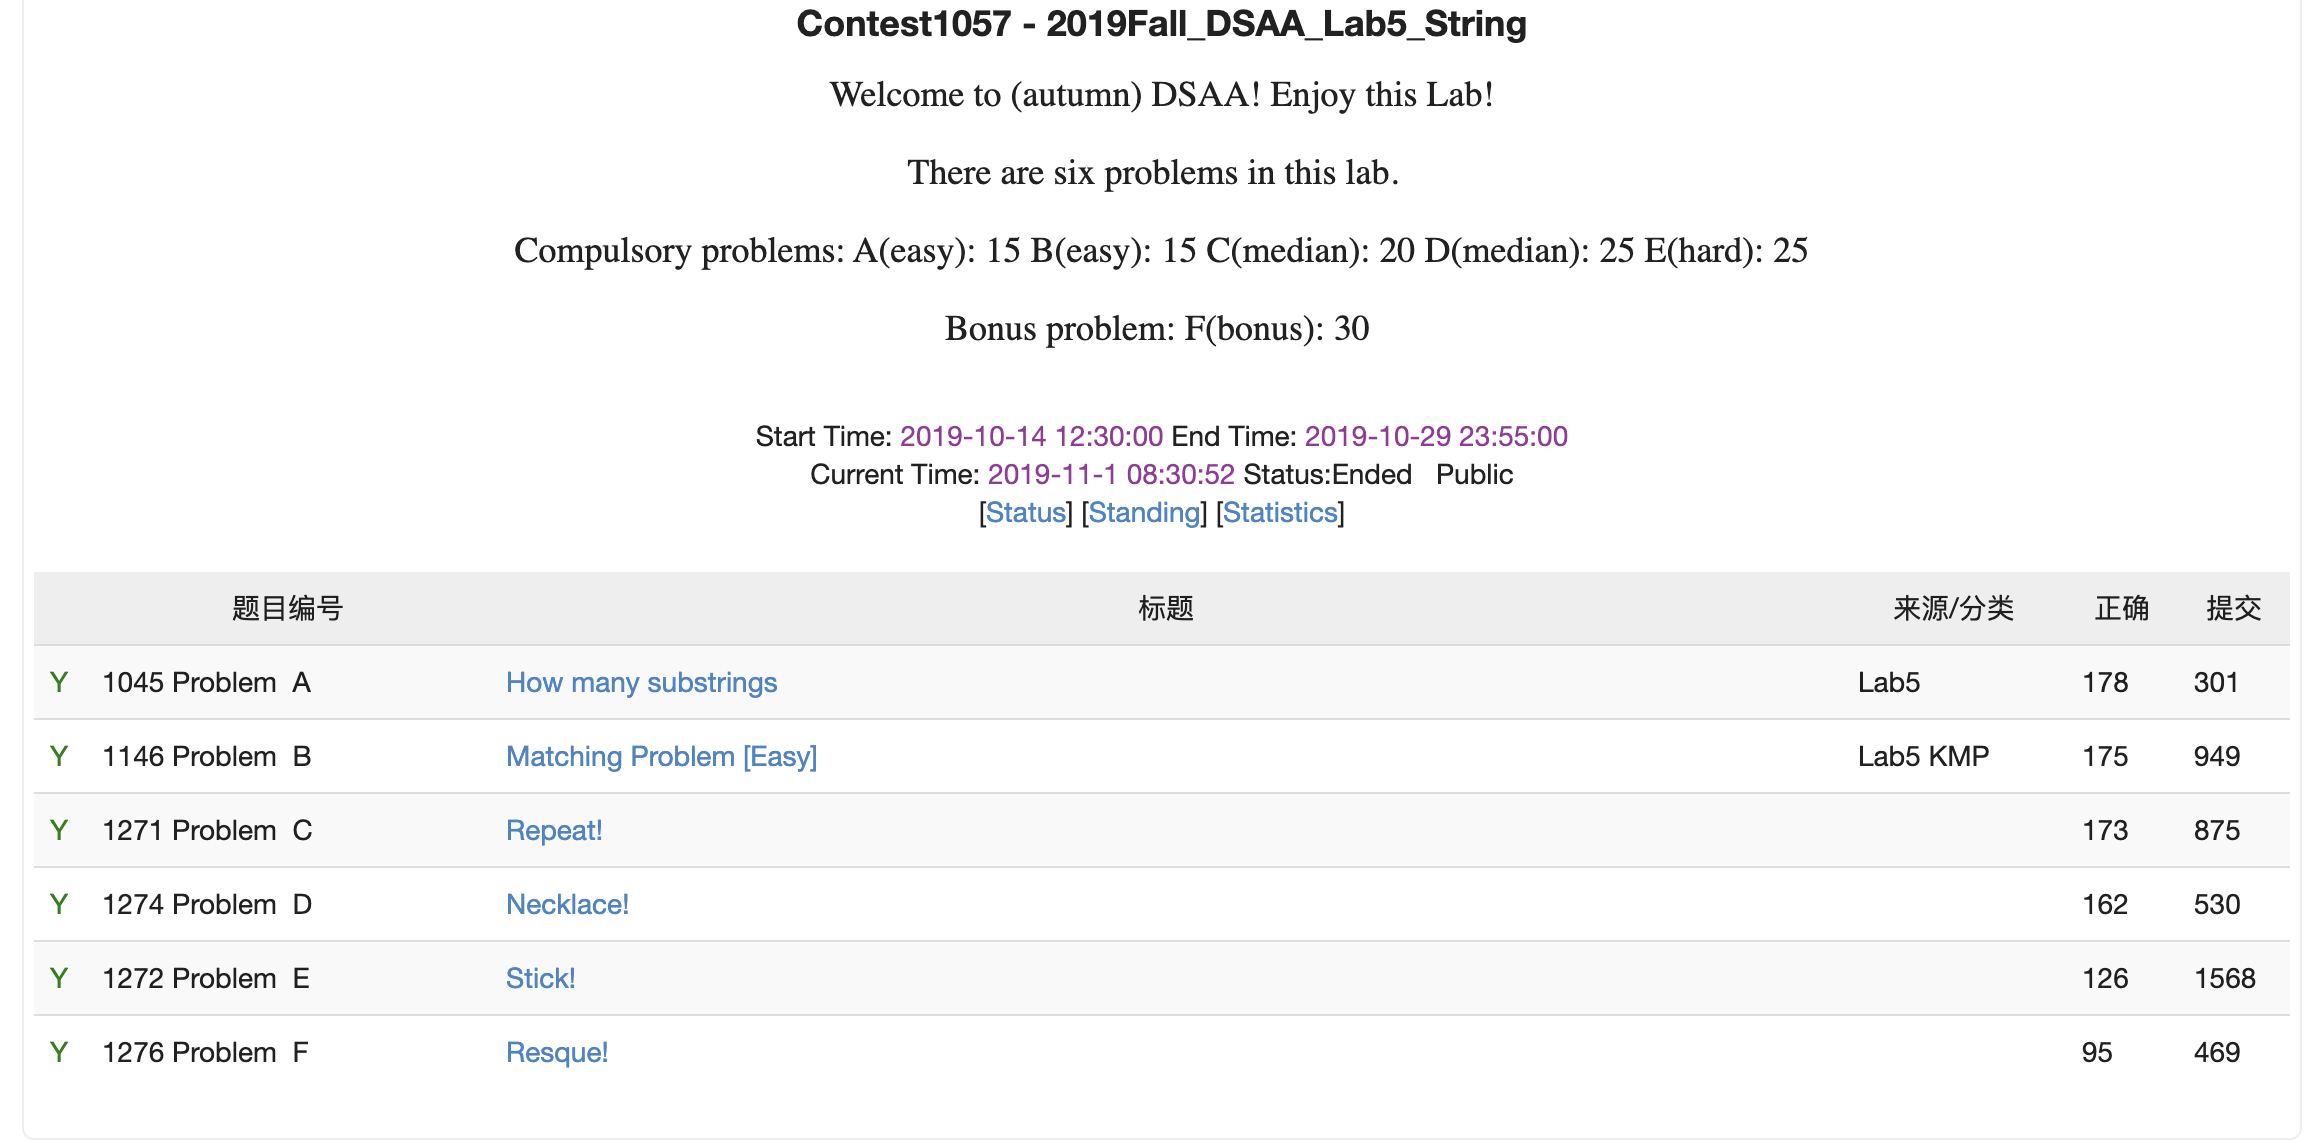 Contest1057 - 2019Fall_DSAA_Lab5_String
Welcome to (autumn) DSAA! Enjoy this Lab!
There are six problems in this lab.
Compulsory problems: A(easy): 15 B(easy): 15 C(median): 20 D(median): 25 E(hard): 25
Bonus problem: F(bonus): 30
Start Time: 2019-10-14 12:30:00 End Time: 2019-10-29 23:55:00
Current Time: 2019-11-1 08:30:52 Status:Ended Public
[Status] [Standing] [Statistics]
题目编号 标题 来源/分类 正确 提交
Y 1045 Problem A How many substrings Lab5 178 301
Y 1146 Problem B Matching Problem [Easy] Lab5 KMP 175 949
Y 1271 Problem C Repeat! 173 875
Y 1274 Problem D Necklace! 162 530
Y 1272 Problem E Stick! 126 1568
Y 1276 Problem F Resque! 95 469